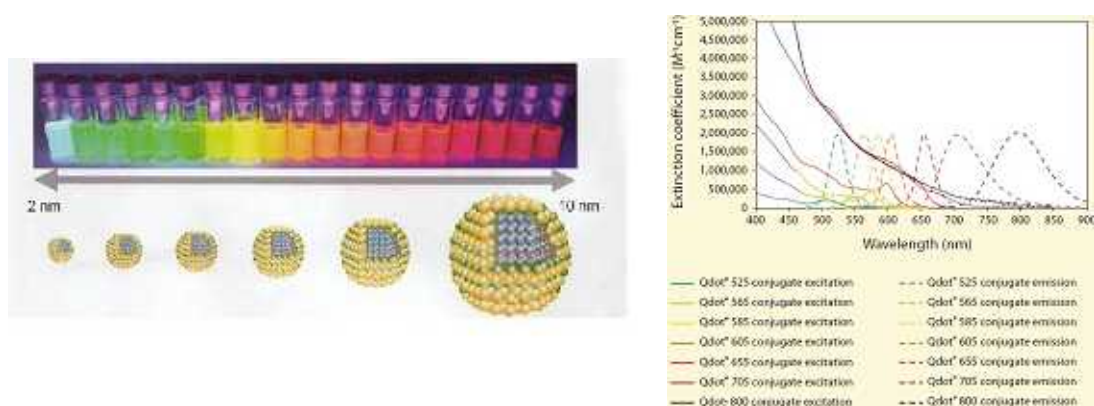 2 nm
10 nm
Extinction coefficient (M⁻¹cm⁻¹)
5,000,000
4,500,000
4,000,000
3,500,000
3,000,000
2,500,000
2,000,000
1,500,000
1,000,000
500,000
0
400 450 500 550 600 650 700 750 800 850 900
Wavelength (nm)
Qdot® 525 conjugate excitation
Qdot® 525 conjugate emission
Qdot® 565 conjugate excitation
Qdot® 565 conjugate emission
Qdot® 585 conjugate excitation
Qdot® 585 conjugate emission
Qdot® 605 conjugate excitation
Qdot® 605 conjugate emission
Qdot® 655 conjugate excitation
Qdot® 655 conjugate emission
Qdot® 705 conjugate excitation
Qdot® 705 conjugate emission
Qdot® 800 conjugate excitation
Qdot® 800 conjugate emission